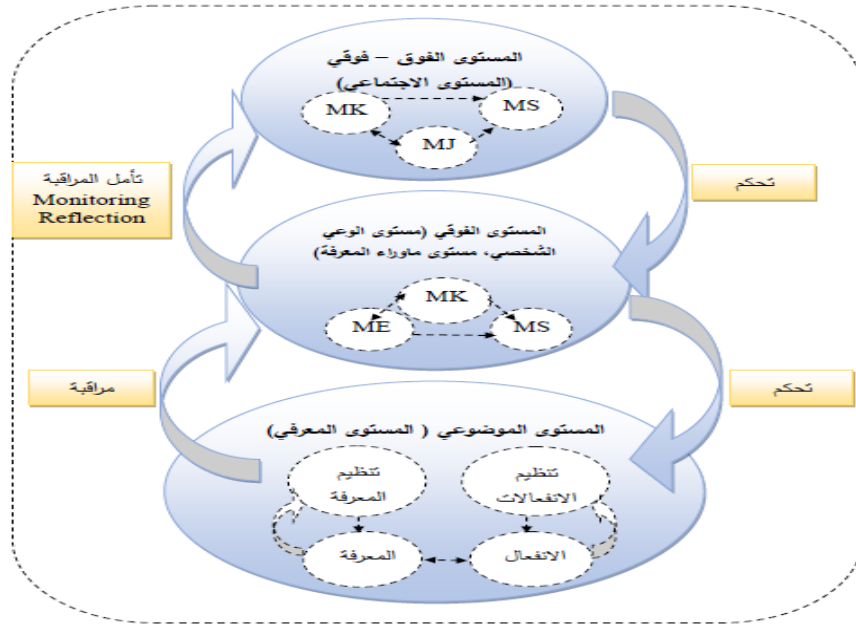 المستوى الفوق – فوقي
(المستوى الاجتماعي)
MK
MS
MJ
تأمل المراقبة
Monitoring
Reflection
تحكم
المستوى الفوقي (مستوى الوعي
الشخصي، مستوى ماوراء المعرفة)
MK
ME
MS
مراقبة
تحكم
المستوى الموضوعي ( المستوى المعرفي)
تنظيم
المعرفة
تنظيم
الانفعالات
المعرفة
الانفعال